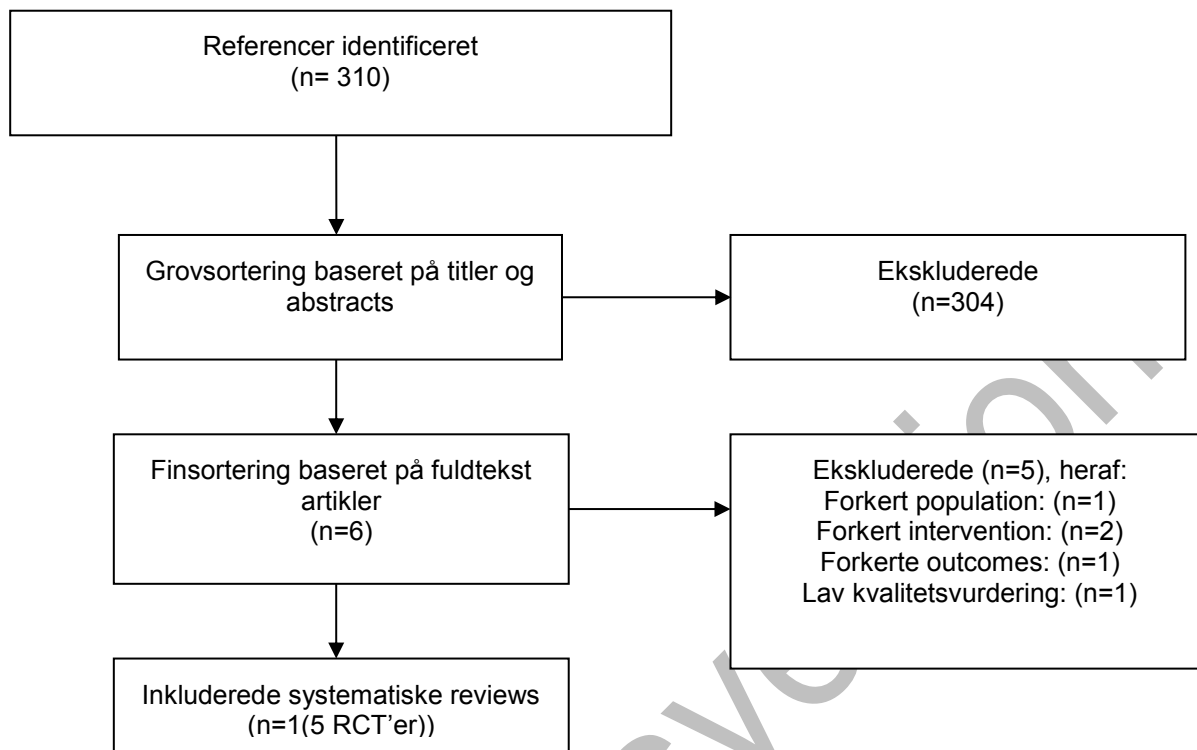 Referencer identificeret
(n= 310)
Grovsortering baseret på titler og
abstracts
Ekskluderede
(n=304)
Finsortering baseret på fuldtekst
artikler
(n=6)
Ekskluderede (n=5), heraf:
Forkert population: (n=1)
Forkert intervention: (n=2)
Forkerte outcomes: (n=1)
Lav kvalitetsvurdering: (n=1)
Inkluderede systematiske reviews
(n=1(5 RCT’er))